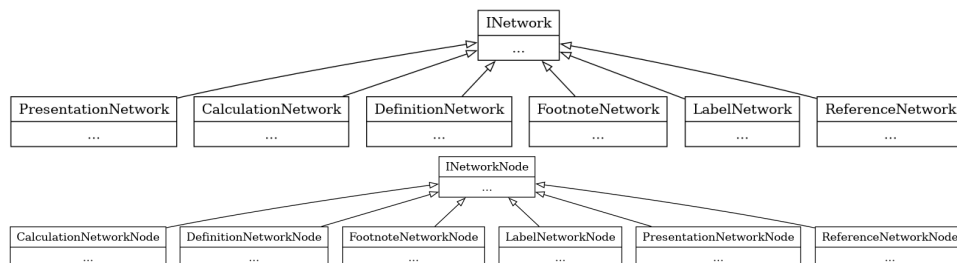 INetwork
...
PresentationNetwork CalculationNetwork DefinitionNetwork FootnoteNetwork LabelNetwork ReferenceNetwork
... ... ... ... ... ...
INetworkNode
...
CalculationNetworkNode DefinitionNetworkNode FootnoteNetworkNode LabelNetworkNode PresentationNetworkNode ReferenceNetworkNode
... ... ... ... ... ...